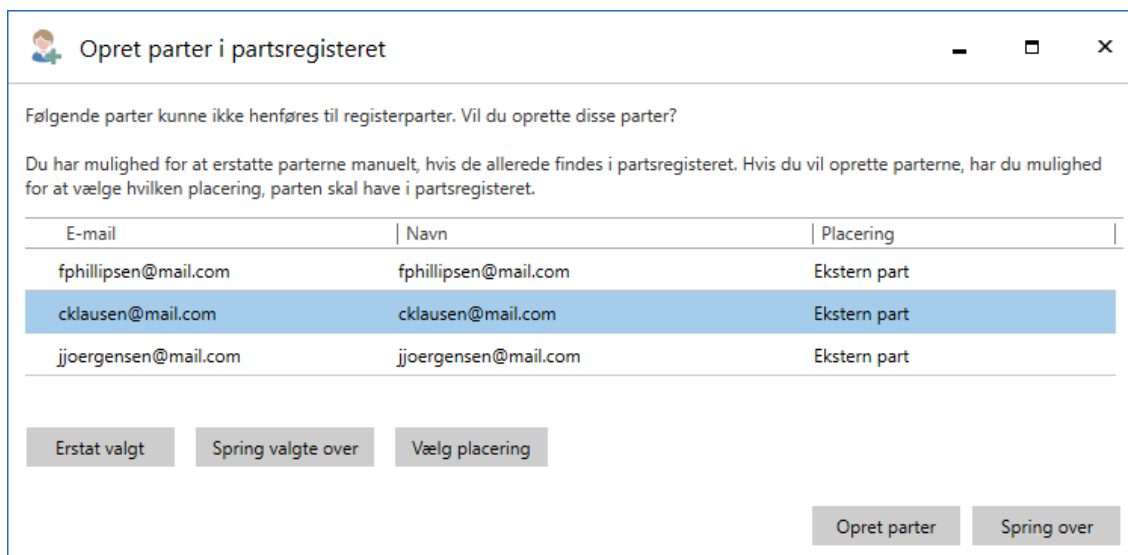 Opret parter i partsregisteret
Følgende parter kunne ikke henføres til registerparter. Vil du oprette disse parter?
Du har mulighed for at erstatte parterne manuelt, hvis de allerede findes i partsregisteret. Hvis du vil oprette parterne, har du mulighed
for at vælge hvilken placering, parten skal have i partsregisteret.
E-mail Navn Placering
fphillipsen@mail.com fphillipsen@mail.com Ekstern part
cklausen@mail.com cklausen@mail.com Ekstern part
jjoergensen@mail.com jjoergensen@mail.com Ekstern part
Erstat valgt Spring valgte over Vælg placering
Opret parter Spring over